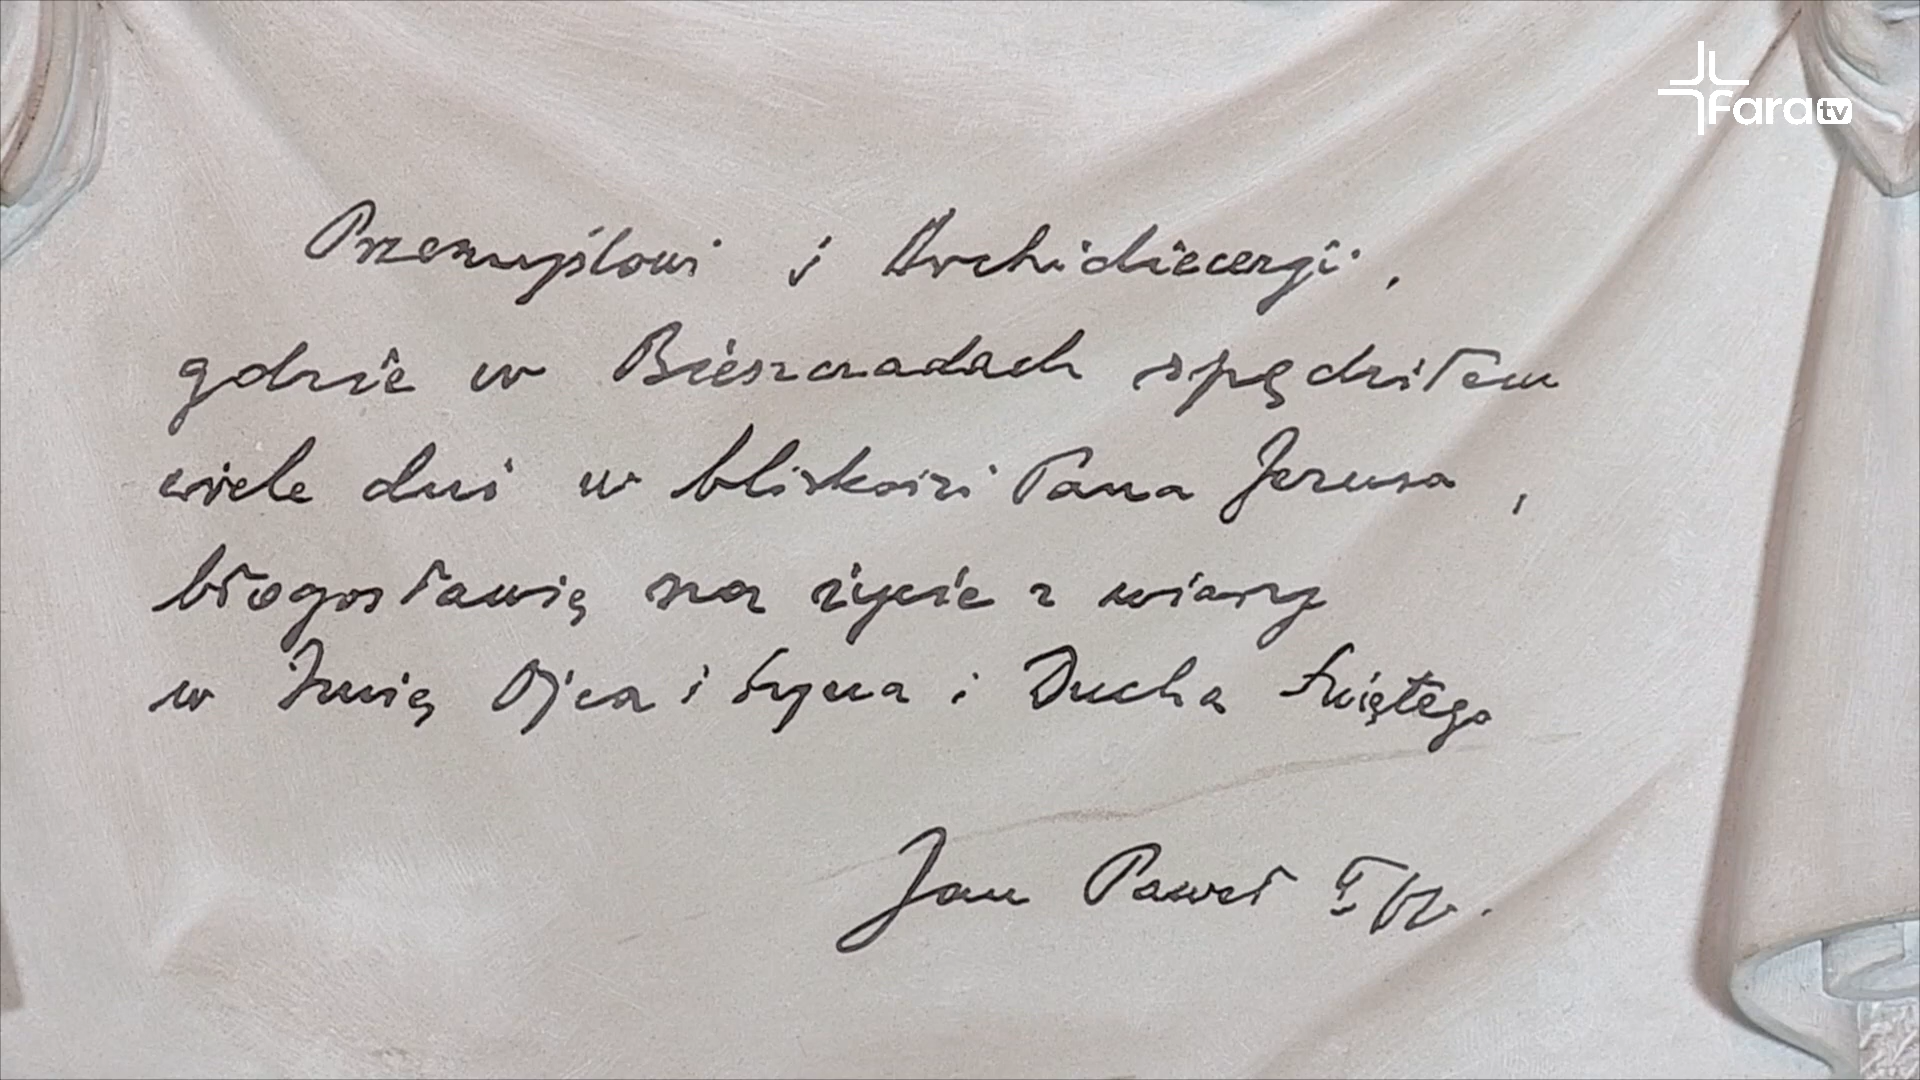 fara tv
Przemyślowi i Archidiecezji,
gdzie w Bieszczadach spędziłem
wiele dni w bliskości Pana Jezusa,
błogosławię na życie z wiary
w Imię Ojca i Syna i Ducha Świętego
Jan Paweł II